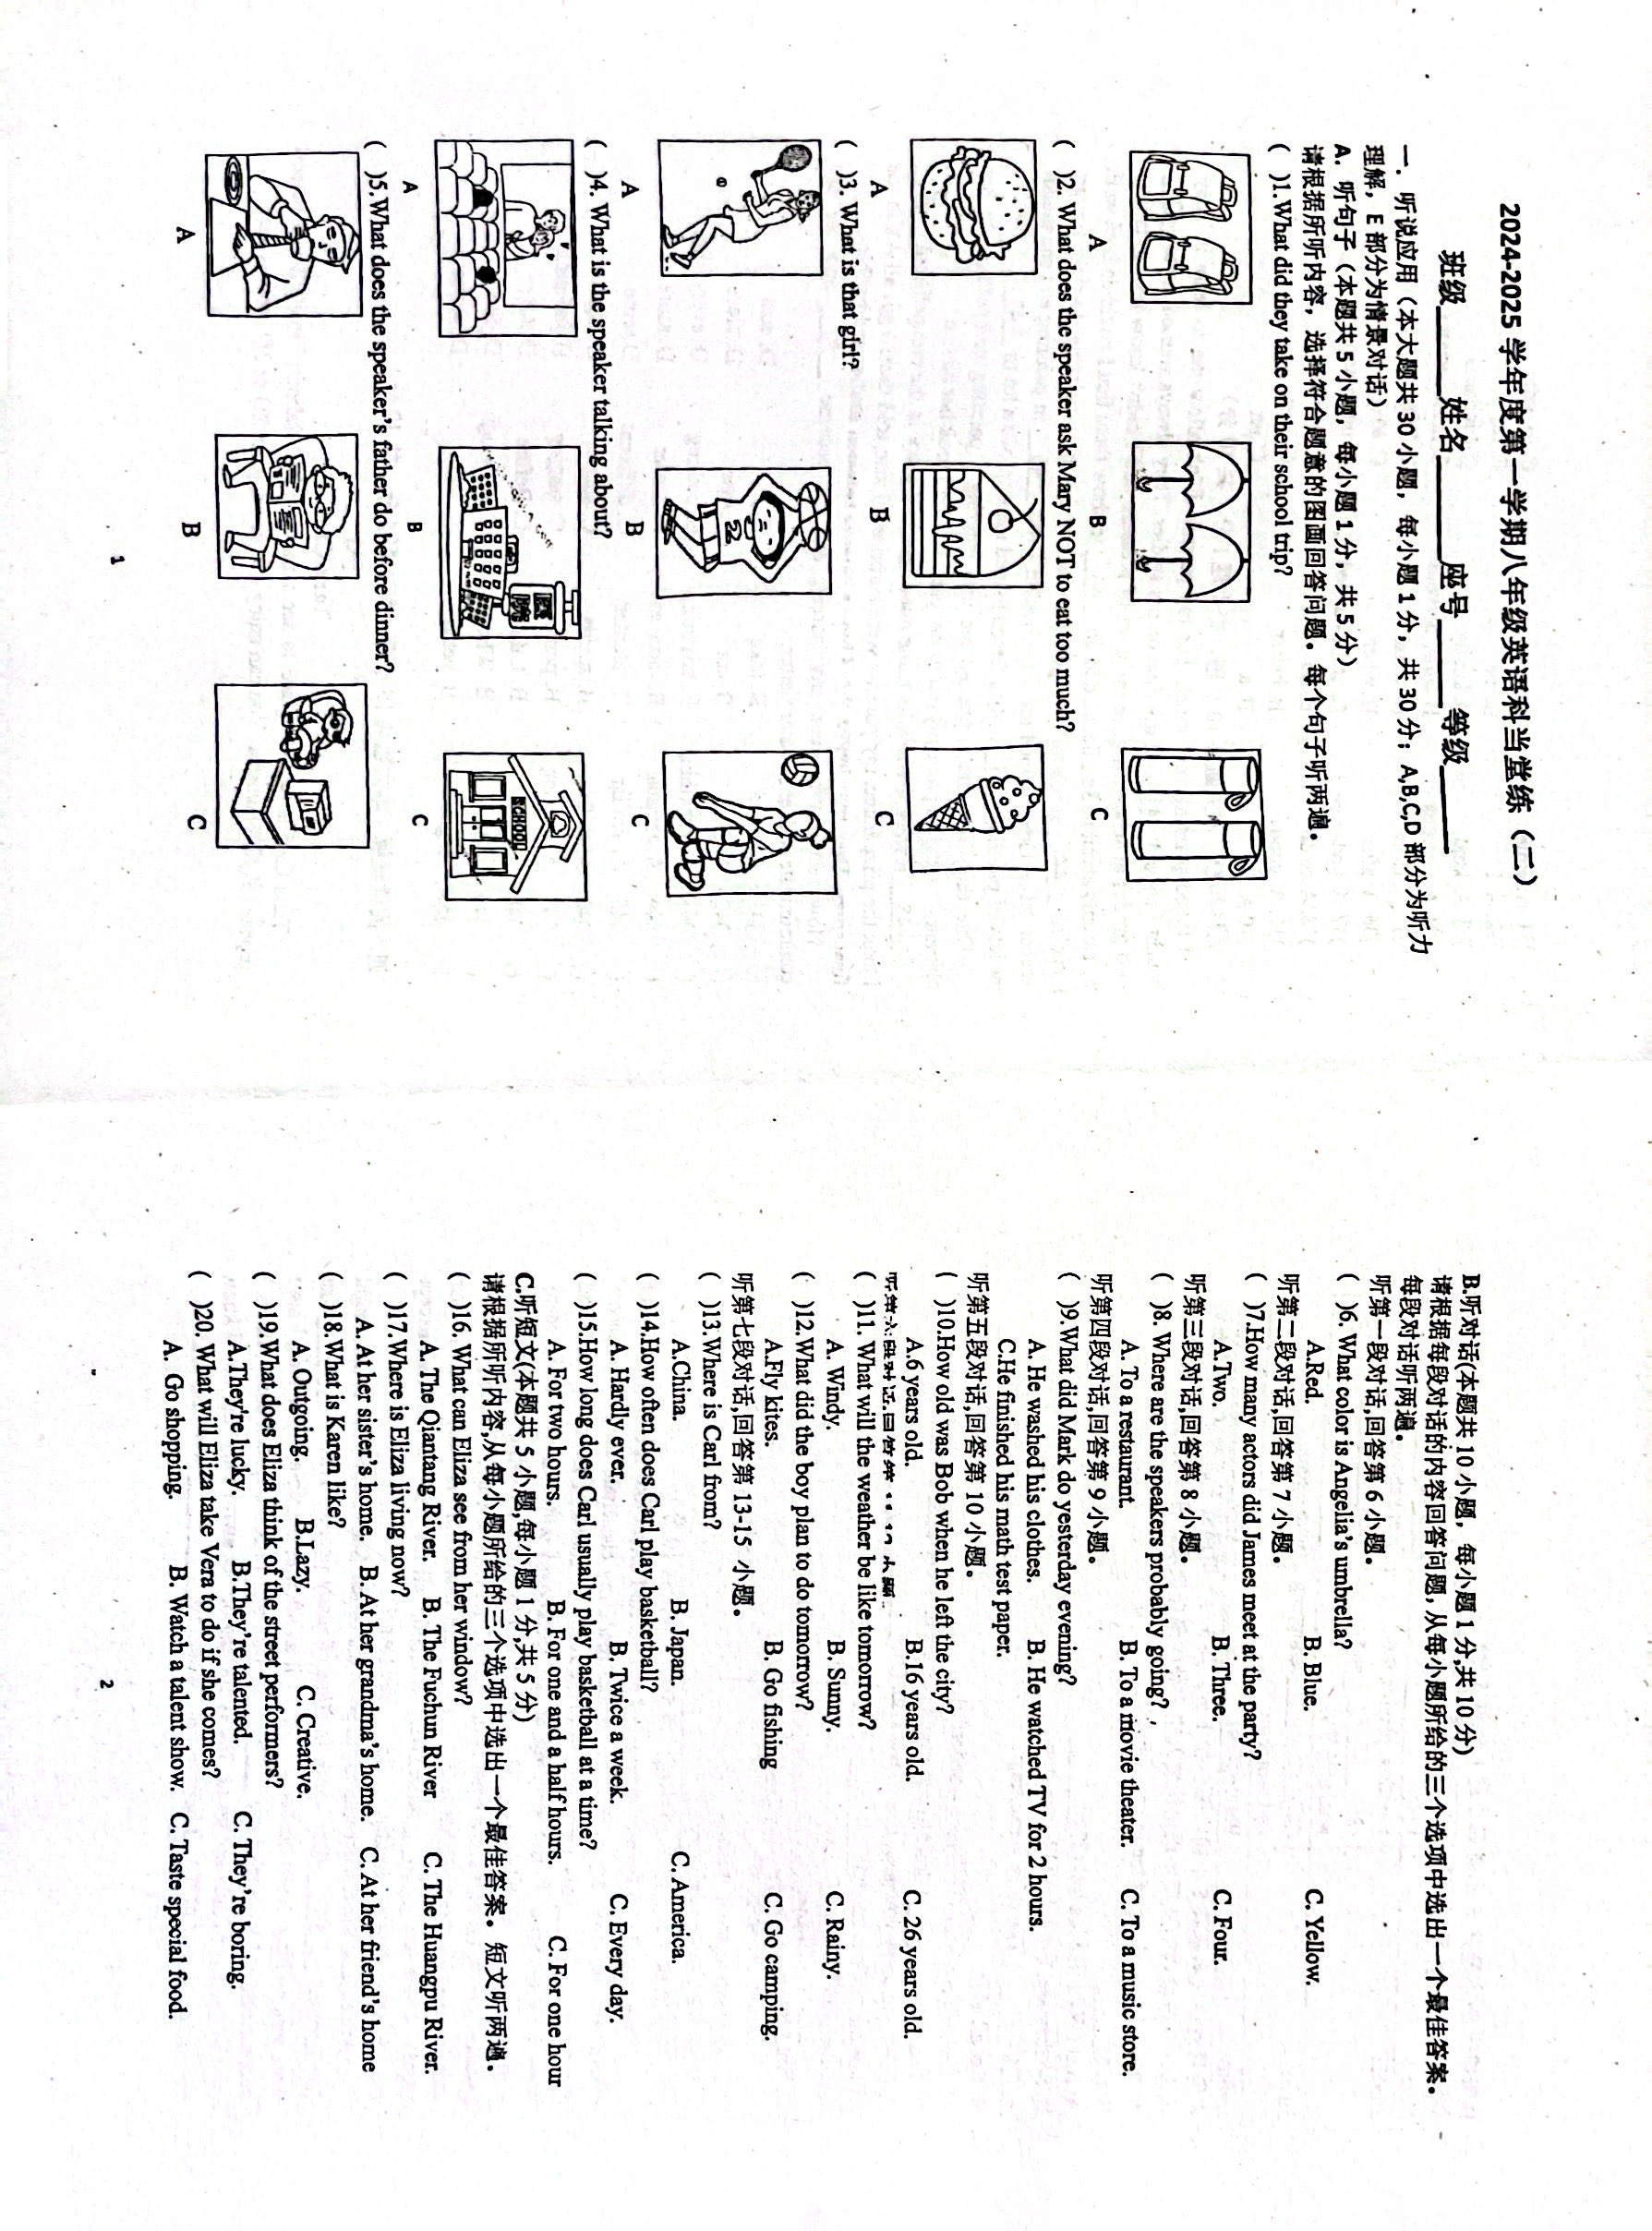 2024-2025 学年度第一学期八年级英语科当堂练（二）
班级______ 姓名______ 座号______ 等级______
一．听说应用（本大题共 30 小题，每小题 1 分，共 30 分；A,B,C,D 部分为听力
理解，E 部分为情景对话）
A. 听句子（本题共 5 小题，每小题 1 分，共 5 分）
请根据所听内容，选择符合题意的图画回答问题。每个句子听两遍。
( )1.What did they take on their school trip?
A B C
( )2. What does the speaker ask Mary NOT to eat too much?
A B C
( )3. What is that girl?
A B C
( )4. What is the speaker talking about?
医院
SCHOOL
A B C
( )5.What does the speaker's father do before dinner?
A B C
1
B.听对话(本题共 10 小题，每小题 1 分,共 10 分)
请根据每段对话的内容回答问题,从每小题所给的三个选项中选出一个最佳答案。
每段对话听两遍。
听第一段对话,回答第 6 小题。
( )6. What color is Angelia's umbrella?
A.Red. B. Blue. C. Yellow.
听第二段对话,回答第 7 小题。
( )7.How many actors did James meet at the party?
A.Two. B. Three. C. Four.
听第三段对话,回答第 8 小题。
( )8. Where are the speakers probably going?
A. To a restaurant. B. To a movie theater. C. To a music store.
听第四段对话,回答第 9 小题。
( )9.What did Mark do yesterday evening?
A. He washed his clothes. B. He watched TV for 2 hours.
C.He finished his math test paper.
听第五段对话,回答第 10 小题。
( )10.How old was Bob when he left the city?
A.6 years old. B.16 years old. C. 26 years old.
听第六段对话,回答第 小题
( )11. What will the weather be like tomorrow?
A. Windy. B. Sunny. C. Rainy.
( )12.What did the boy plan to do tomorrow?
A.Fly kites. B. Go fishing C. Go camping.
听第七段对话,回答第 13-15 小题。
( )13.Where is Carl from?
A.China. B. Japan. C. America.
( )14.How often does Carl play basketball?
A. Hardly ever. B. Twice a week. C. Every day.
( )15.How long does Carl usually play basketball at a time?
A. For two hours. B. For one and a half hours. C. For one hour
C.听短文(本题共 5 小题,每小题 1 分,共 5 分)
请根据所听内容,从每小题所给的三个选项中选出一个最佳答案。短文听两遍。
( )16. What can Eliza see from her window?
A. The Qiantang River. B. The Fuchun River C. The Huangpu River.
( )17.Where is Eliza living now?
A. At her sister's home. B. At her grandma's home. C. At her friend's home
( )18.What is Karen like?
A. Outgoing. B.Lazy. C. Creative.
( )19.What does Eliza think of the street performers?
A.They're lucky. B.They're talented. C. They're boring.
( )20. What will Eliza take Vera to do if she comes?
A. Go shopping. B. Watch a talent show. C. Taste special food.
2